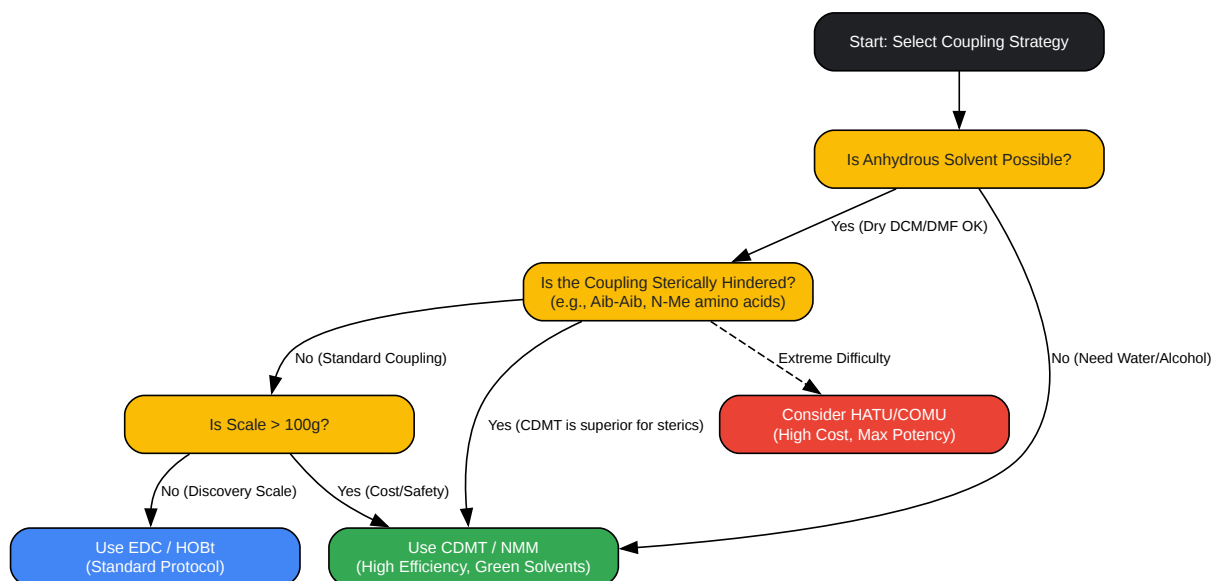 Start: Select Coupling Strategy
Is Anhydrous Solvent Possible?
Yes (Dry DCM/DMF OK)
Is the Coupling Sterically Hindered?
(e.g., Aib-Aib, N-Me amino acids)
No (Standard Coupling)
Extreme Difficulty
No (Need Water/Alcohol)
Is Scale > 100g?
Yes (CDMT is superior for sterics)
Consider HATU/COMU
(High Cost, Max Potency)
No (Discovery Scale)
Yes (Cost/Safety)
Use EDC / HOBt
(Standard Protocol)
Use CDMT / NMM
(High Efficiency, Green Solvents)